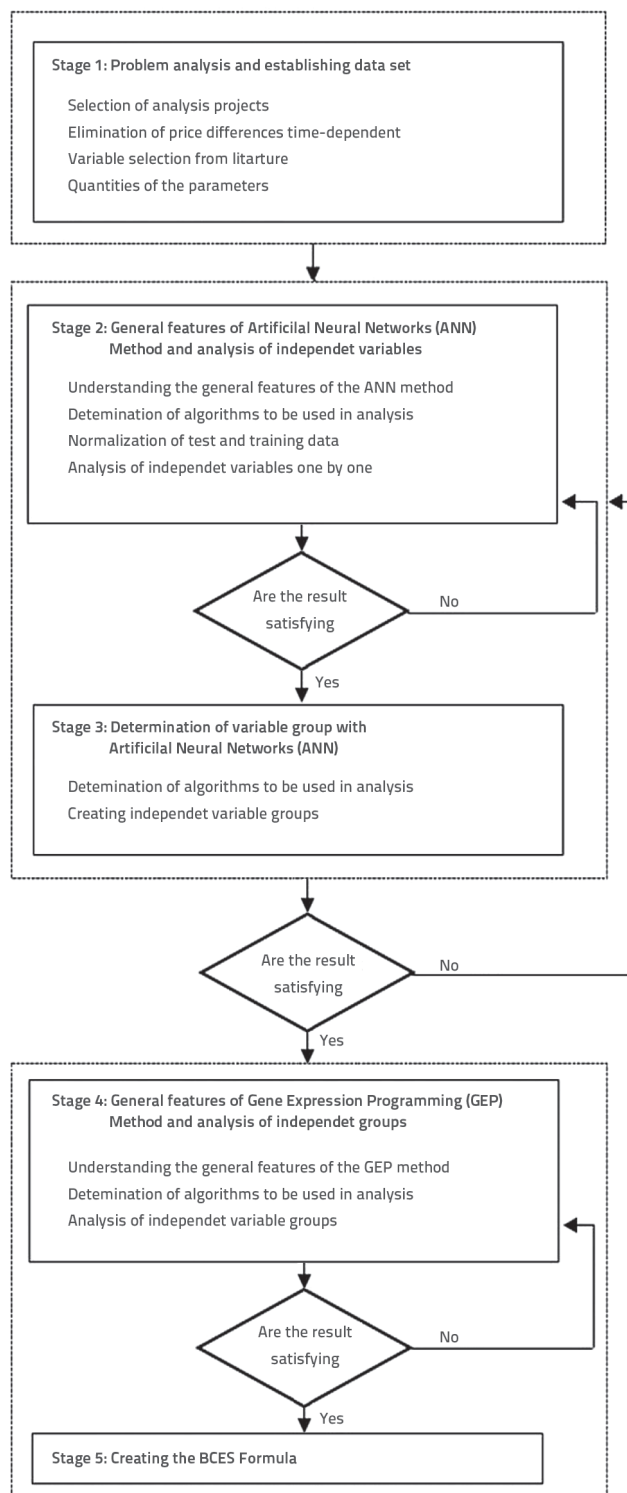 Stage 1: Problem analysis and establishing data set
Selection of analysis projects
Elimination of price differences time-dependent
Variable selection from litarture
Quantities of the parameters
Stage 2: General features of Artificilal Neural Networks (ANN)
Method and analysis of independet variables
Understanding the general features of the ANN method
Detemination of algorithms to be used in analysis
Normalization of test and training data
Analysis of independet variables one by one
Are the result
satisfying
No
Yes
Stage 3: Determination of variable group with
Artificilal Neural Networks (ANN)
Detemination of algorithms to be used in analysis
Creating independet variable groups
Are the result
satisfying
No
Yes
Stage 4: General features of Gene Expression Programming (GEP)
Method and analysis of independet groups
Understanding the general features of the GEP method
Detemination of algorithms to be used in analysis
Analysis of independet variable groups
Are the result
satisfying
No
Yes
Stage 5: Creating the BCES Formula